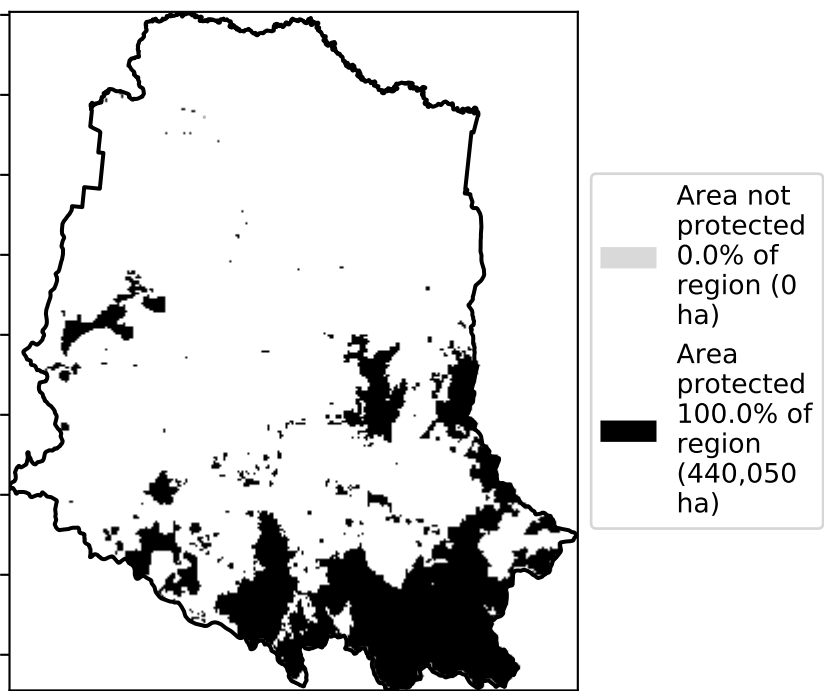 Area not
protected
0.0% of
region (0
ha)
Area
protected
100.0% of
region
(440,050
ha)